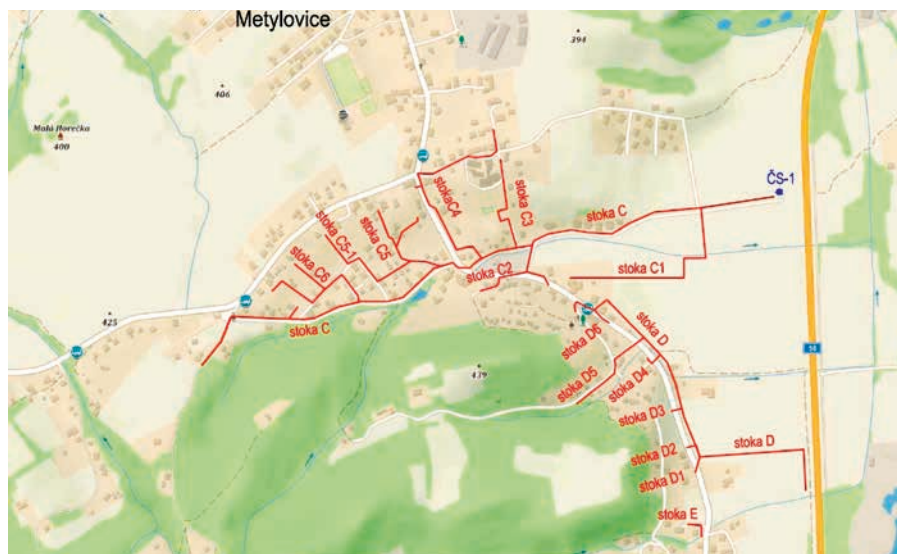 Metylovice
394
406
Malá Horečka
400
ČS-1
stoka C4
stoka C3
stoka C
stoka C5
stoka C5-1
stoka C6
stoka C2
stoka C1
stoka C
425
stoka D
stoka D6
439
stoka D5
stoka D4
stoka D3
stoka D
stoka D2
stoka D1
stoka E